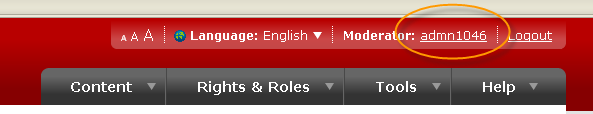 A A A Language: English Moderator: admn1046 Logout
Content Rights & Roles Tools Help